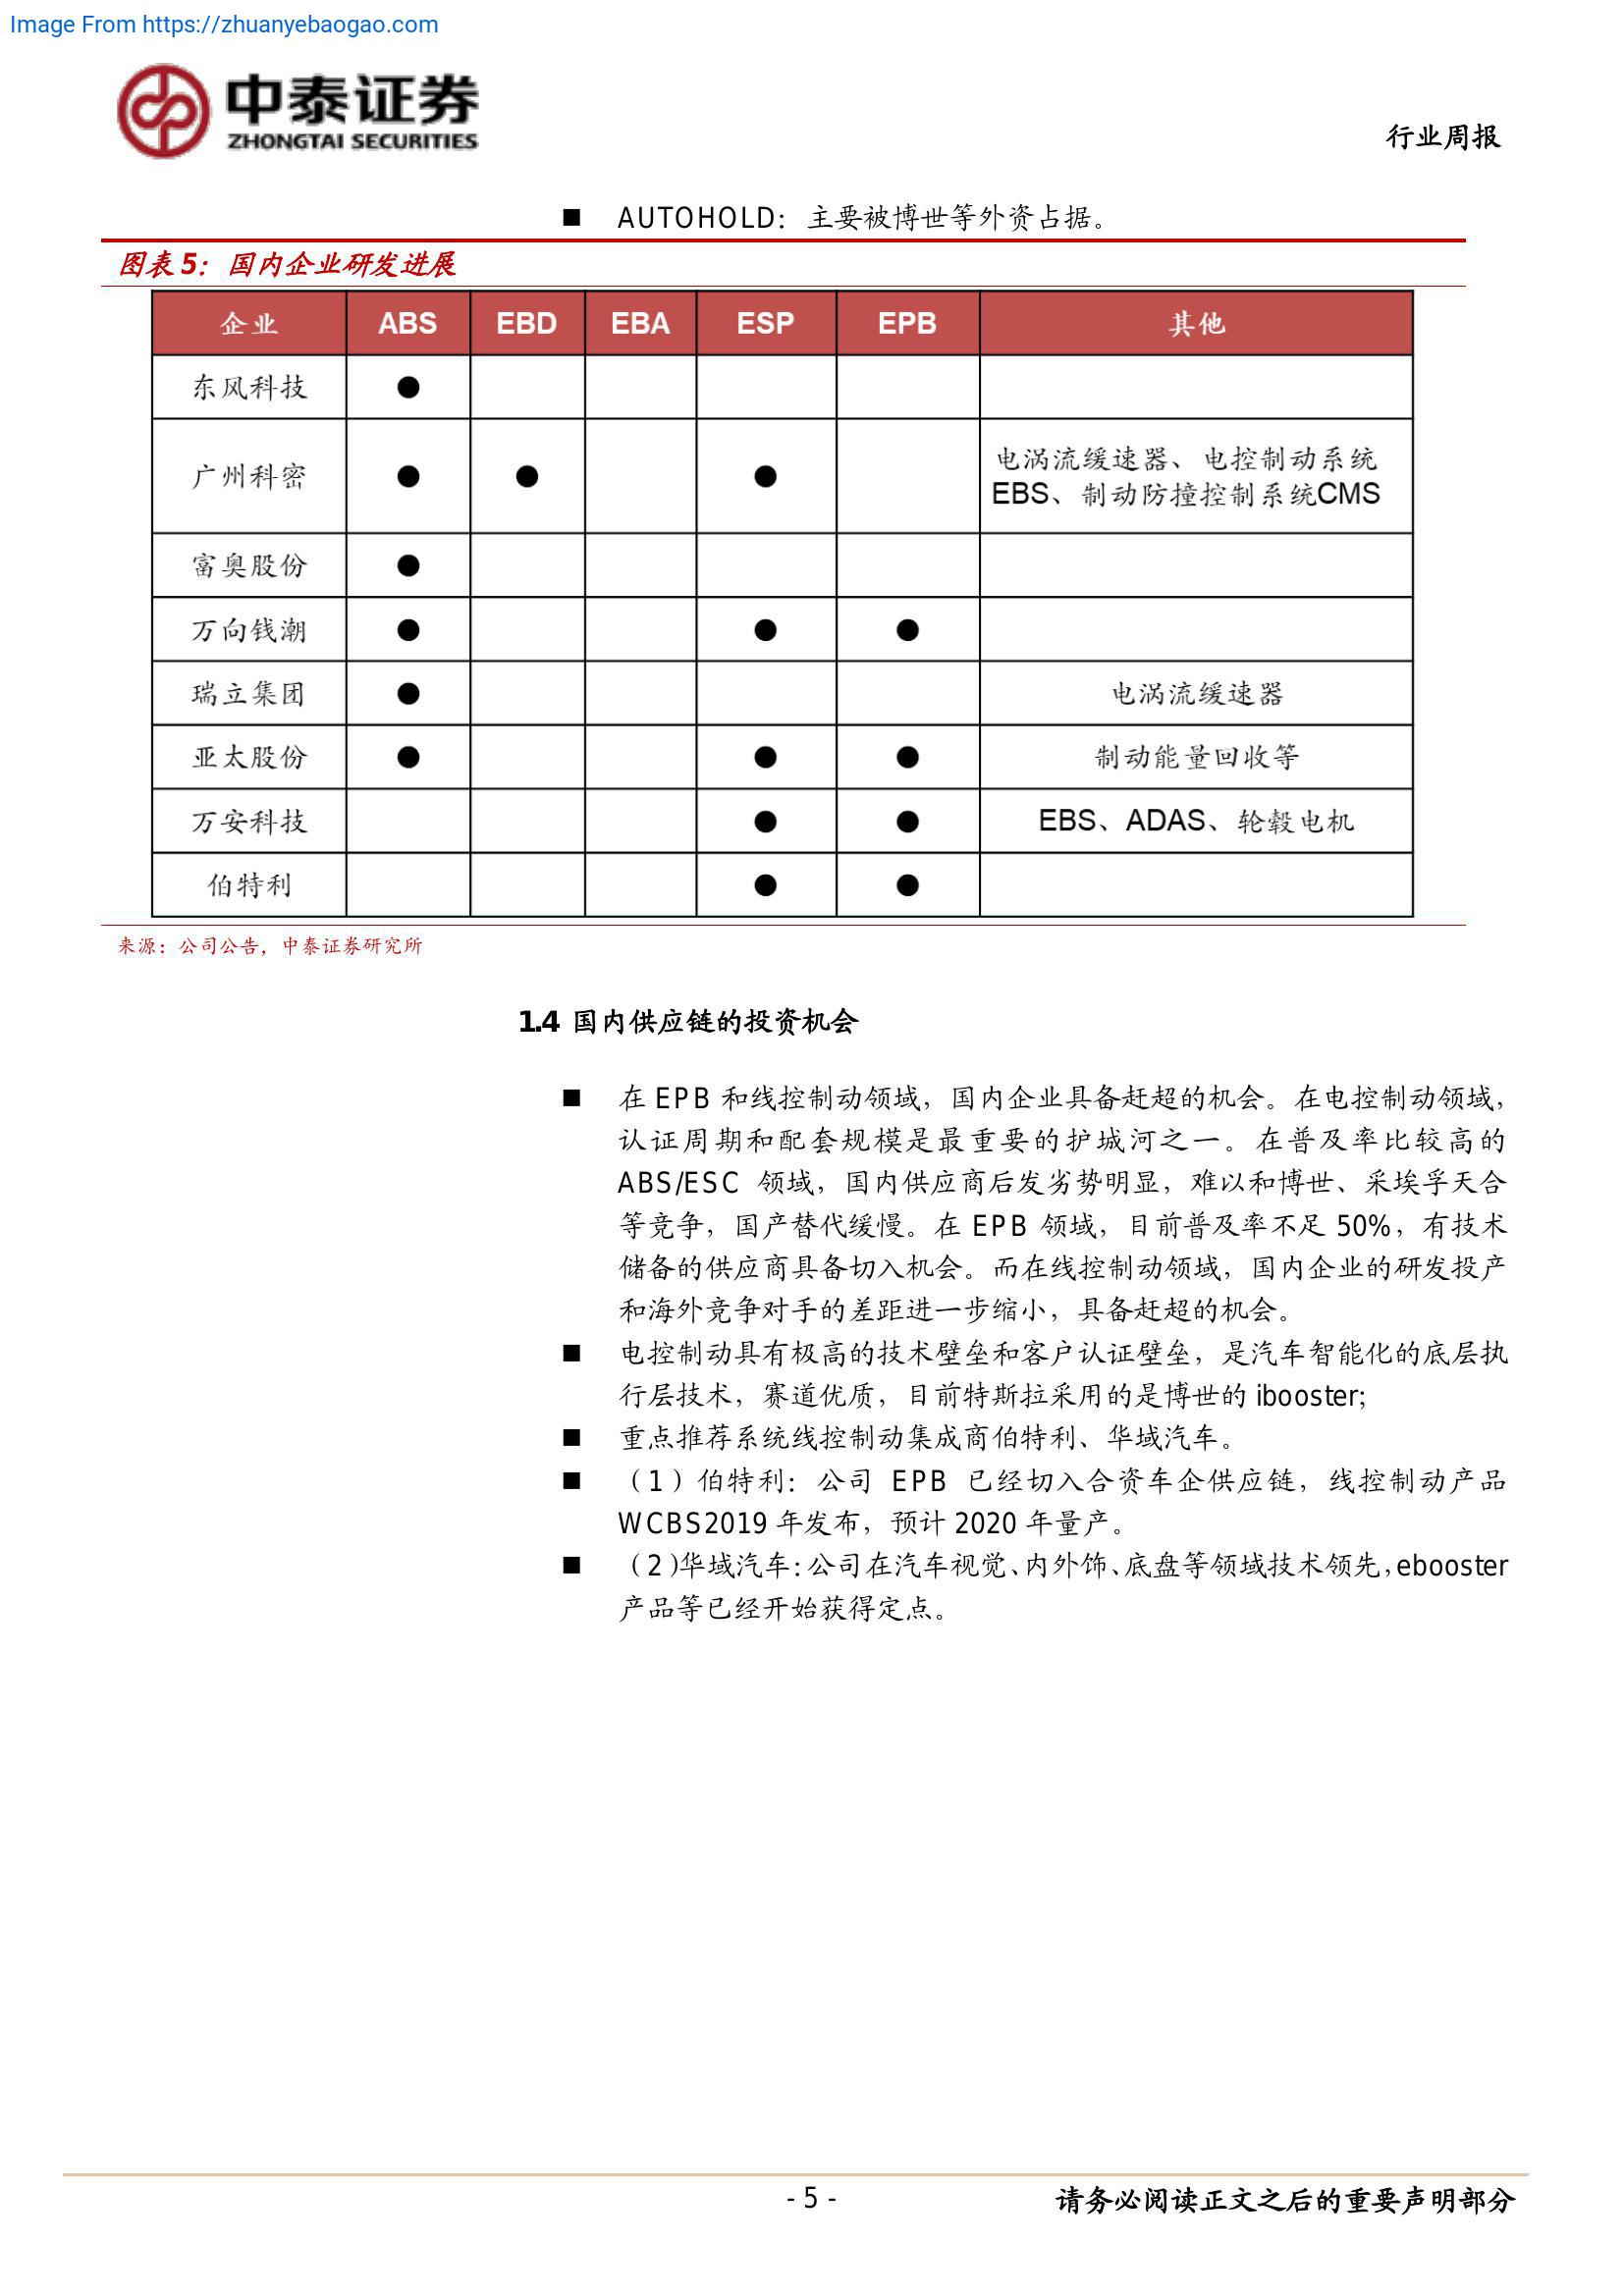 Image From https://zhuanyebaogao.com
中泰证券
ZHONGTAI SECURITIES
行业周报
■ AUTOHOLD：主要被博世等外资占据。
图表 5：国内企业研发进展
企业 ABS EBD EBA ESP EPB 其他
东风科技 ●
广州科密 ● ● ● 电涡流缓速器、电控制动系统
EBS、制动防撞控制系统CMS
富奥股份 ●
万向钱潮 ● ● ●
瑞立集团 ● 电涡流缓速器
亚太股份 ● ● ● 制动能量回收等
万安科技 ● ● EBS、ADAS、轮毂电机
伯特利 ● ●
来源：公司公告，中泰证券研究所
1.4 国内供应链的投资机会
■ 在 EPB 和线控制动领域，国内企业具备赶超的机会。在电控制动领域，
认证周期和配套规模是最重要的护城河之一。在普及率比较高的
ABS/ESC 领域，国内供应商后发劣势明显，难以和博世、采埃孚天合
等竞争，国产替代缓慢。在 EPB 领域，目前普及率不足 50%，有技术
储备的供应商具备切入机会。而在线控制动领域，国内企业的研发投产
和海外竞争对手的差距进一步缩小，具备赶超的机会。
■ 电控制动具有极高的技术壁垒和客户认证壁垒，是汽车智能化的底层执
行层技术，赛道优质，目前特斯拉采用的是博世的 ibooster;
■ 重点推荐系统线控制动集成商伯特利、华域汽车。
■ （1）伯特利：公司 EPB 已经切入合资车企供应链，线控制动产品
WCBS2019 年发布，预计 2020 年量产。
■ （2)华域汽车：公司在汽车视觉、内外饰、底盘等领域技术领先，ebooster
产品等已经开始获得定点。
- 5 -
请务必阅读正文之后的重要声明部分